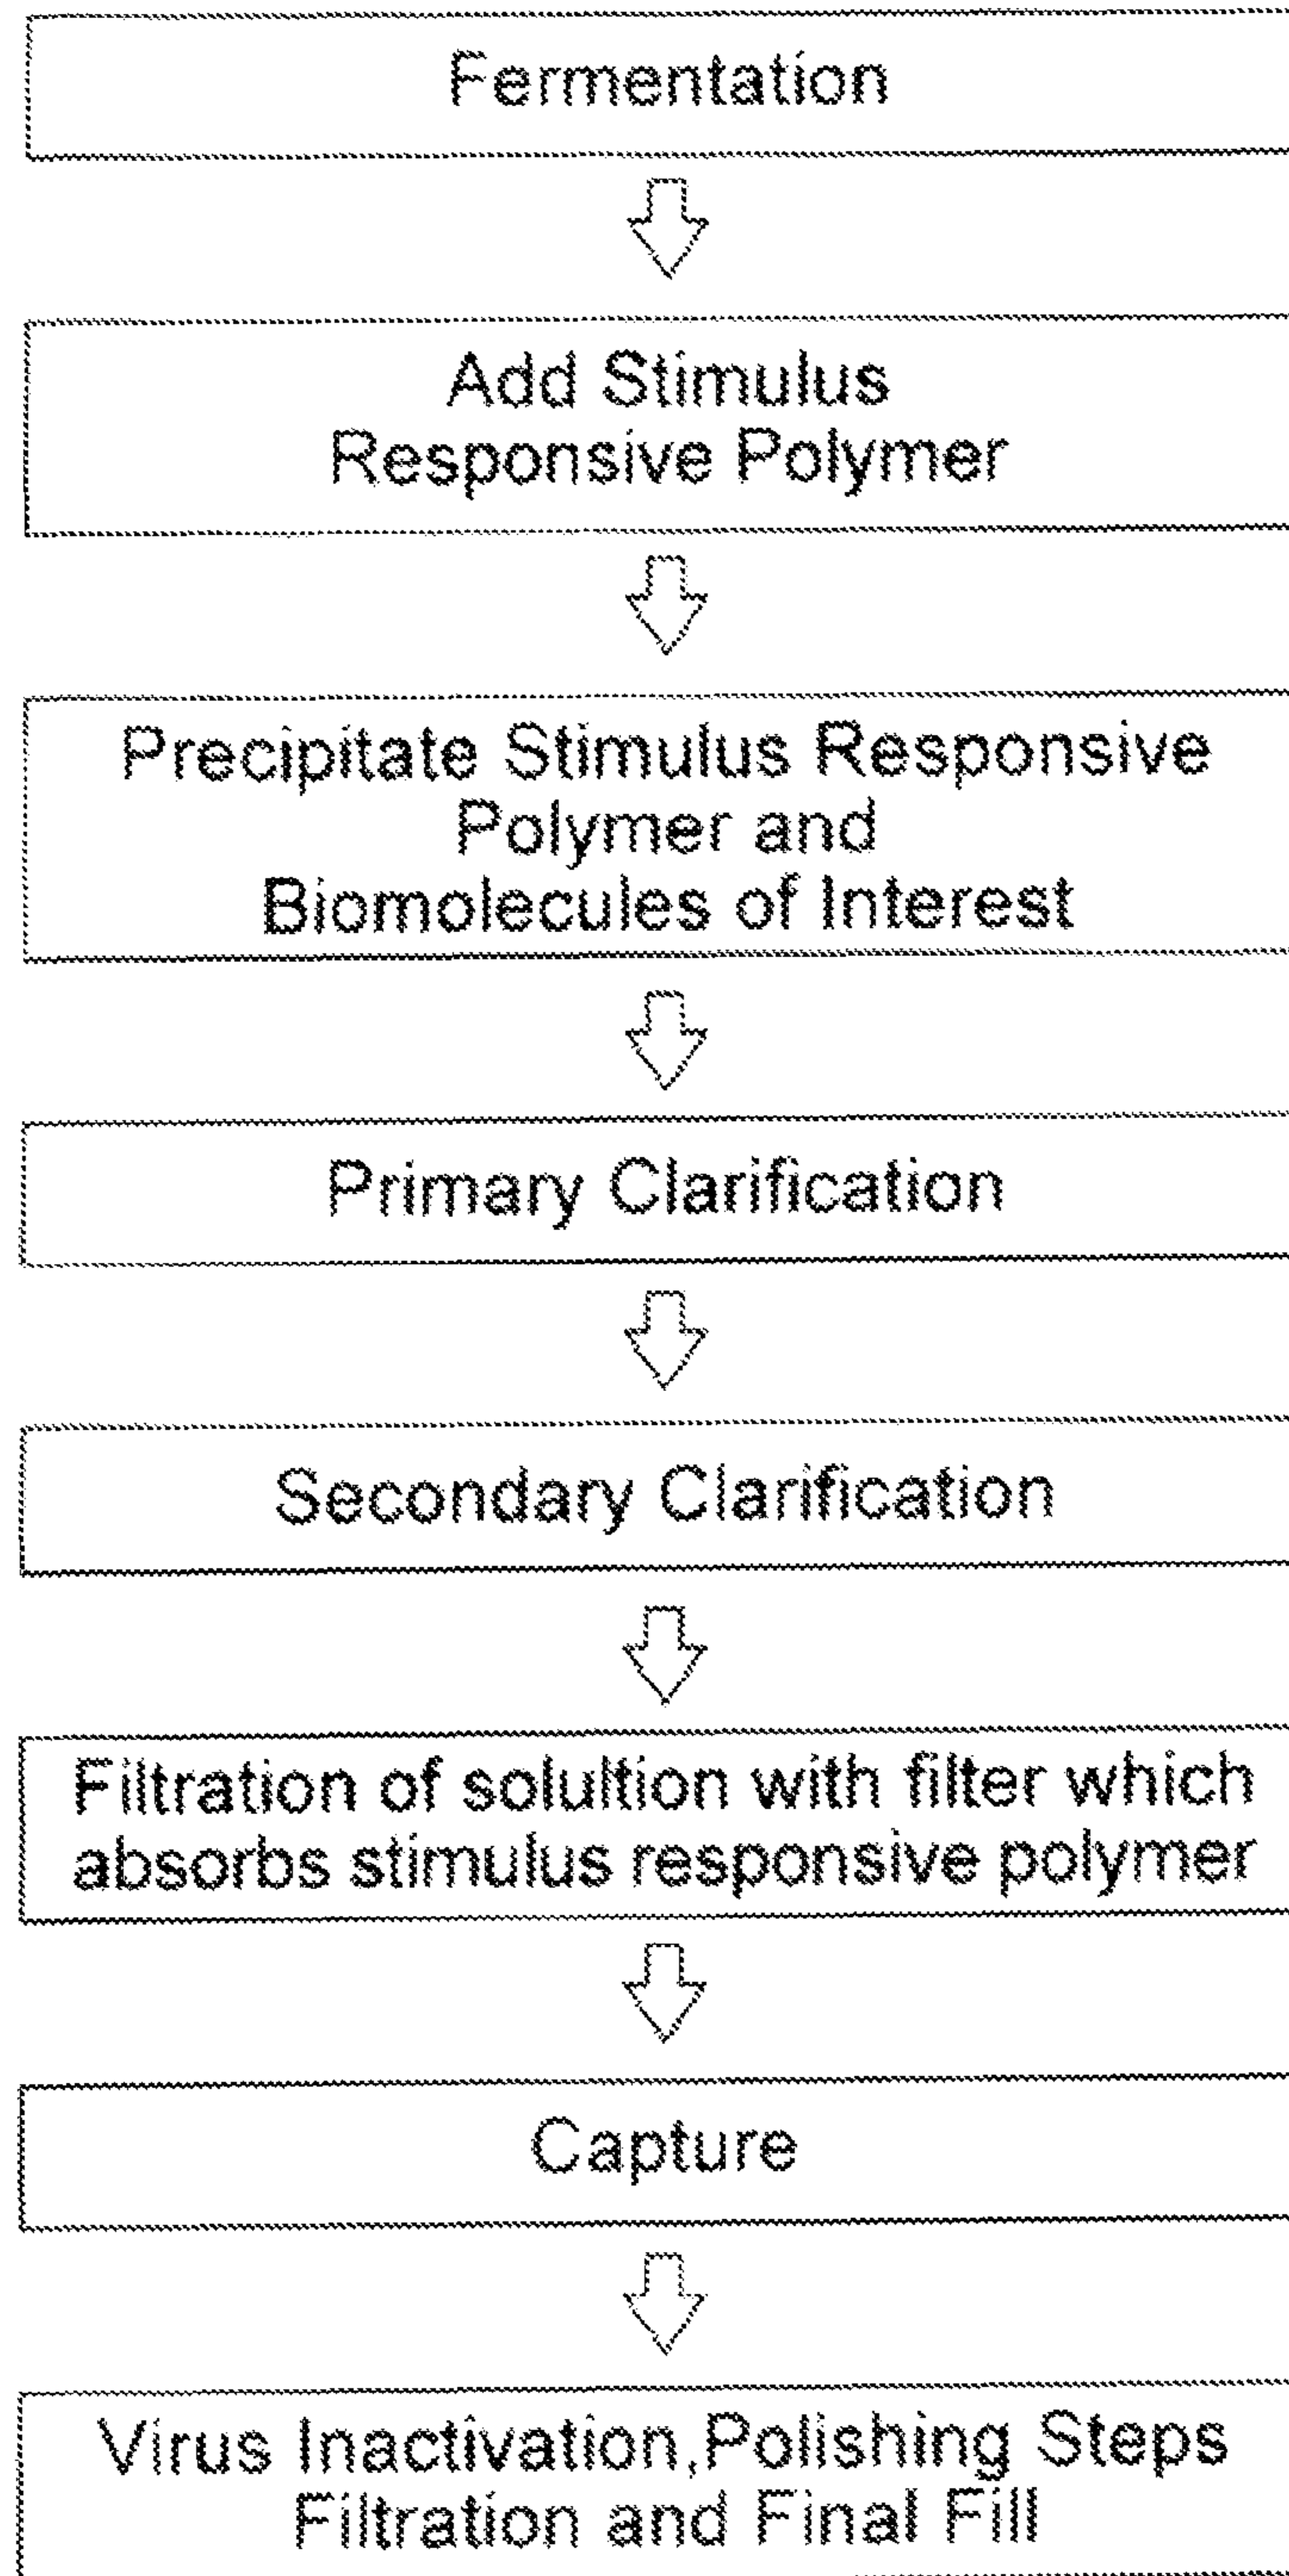 Fermentation
Add Stimulus
Responsive Polymer
Precipitate Stimulus Responsive
Polymer and
Biomolecules of Interest
Primary Clarification
Secondary Clarification
Filtration of solultion with filter which
absorbs stimulus responsive polymer
Capture
Virus Inactivation,Polishing Steps
Filtration and Final Fill